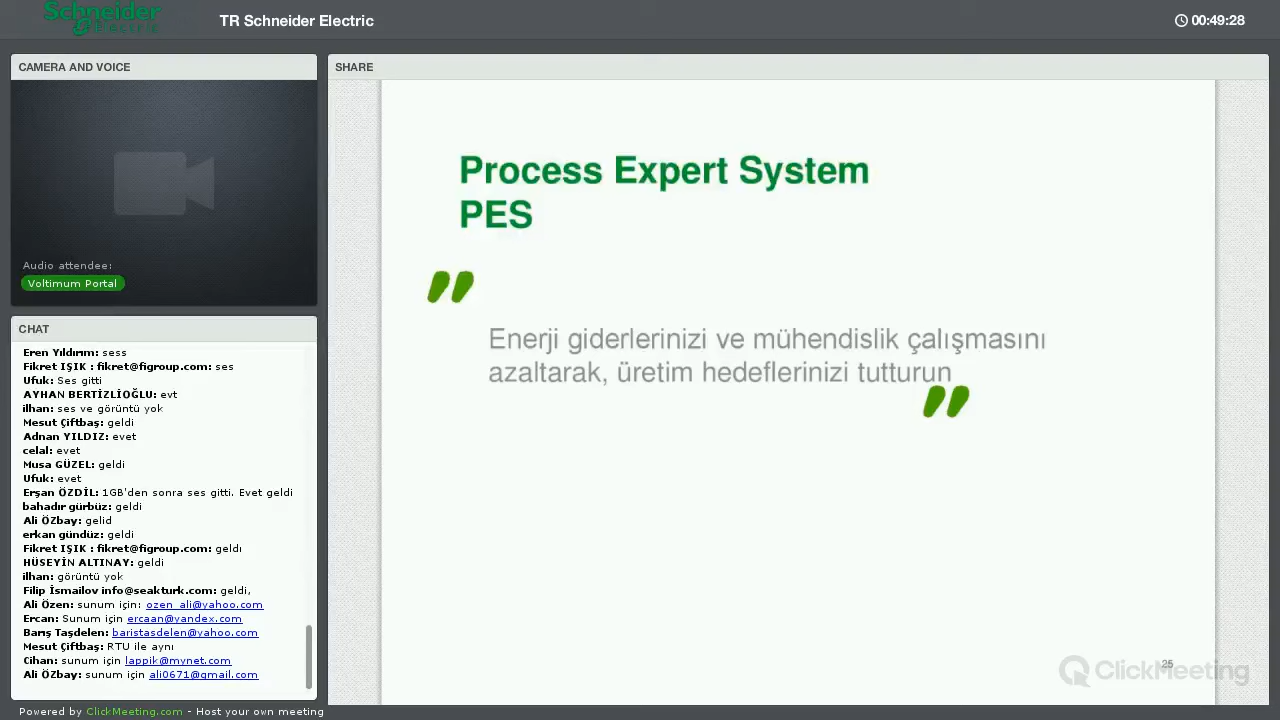 Schneider
Electric
TR Schneider Electric
00:49:28
CAMERA AND VOICE
Audio attendee:
Voltimum Portal
CHAT
Eren Yıldırım: sess
Fikret IŞIK : fikret@figroup.com: ses
Ufuk: Ses gitti
AYHAN BERTİZLİOĞLU: evt
ilhan: ses ve görüntü yok
Mesut Çiftbaş: geldi
Adnan YILDIZ: evet
celal: evet
Musa GÜZEL: geldi
Ufuk: evet
Erşan ÖZDİL: 1GB'den sonra ses gitti. Evet geldi
bahadır gürbüz: geldi
Ali ÖZbay: gelid
erkan gündüz: geldi
Fikret IŞIK : fikret@figroup.com: geldı
HÜSEYİN ALTINAY: geldi
ilhan: görüntü yok
Filip İsmailov info@seakturk.com: geldi,
Ali Özen: sunum için: ozen_ali@yahoo.com
Ercan: Sunum için ercaan@yandex.com
Barış Taşdelen: baristasdelen@yahoo.com
Mesut Çiftbaş: RTU ile aynı
Cihan: sunum için lappik@mynet.com
Ali ÖZbay: sunum için ali0671@gmail.com
Powered by ClickMeeting.com - Host your own meeting
SHARE
Process Expert System
PES
"
Enerji giderlerinizi ve mühendislik çalışmasını
azaltarak, üretim hedeflerinizi tutturun
"
25
ClickMeeting